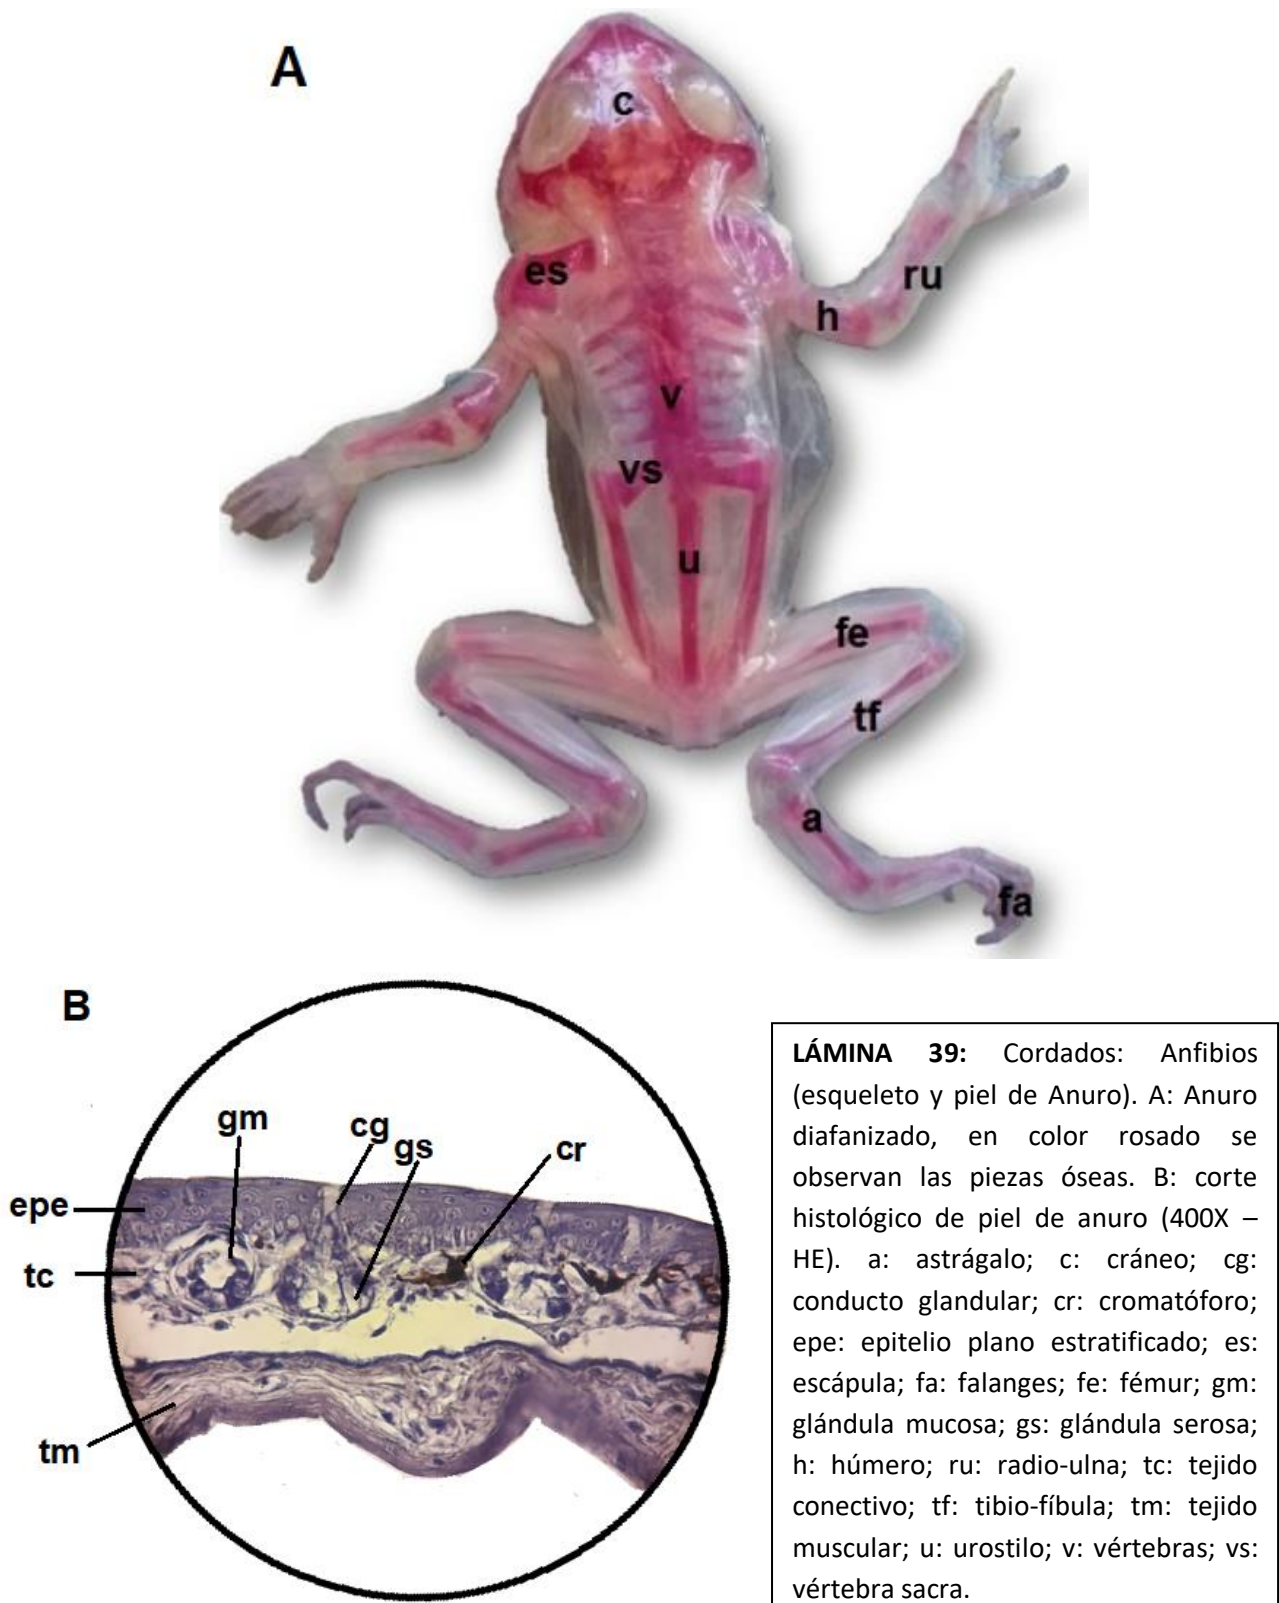 A
c
es
ru
h
v
vs
u
fe
tf
a
fa
B
gm
cg
gs
cr
epe
tc
tm
LÁMINA 39: Cordados: Anfibios
(esqueleto y piel de Anuro). A: Anuro
diafanizado, en color rosado se
observan las piezas óseas. B: corte
histológico de piel de anuro (400X –
HE). a: astrágalo; c: cráneo; cg:
conducto glandular; cr: cromatóforo;
epe: epitelio plano estratificado; es:
escápula; fa: falanges; fe: fémur; gm:
glándula mucosa; gs: glándula serosa;
h: húmero; ru: radio-ulna; tc: tejido
conectivo; tf: tibio-fíbula; tm: tejido
muscular; u: urostilo; v: vértebras; vs:
vértebra sacra.